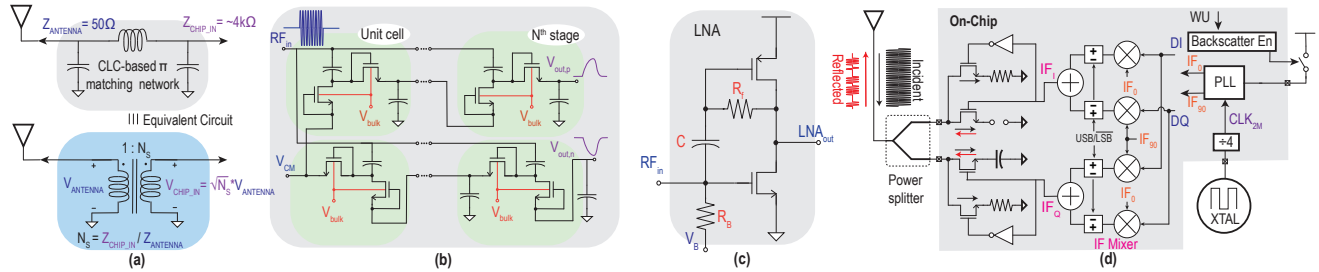 Z_ANTENNA = 50Ω
Z_CHIP_IN = ~4kΩ
CLC-based π
matching network
Equivalent Circuit
1 : N_S
+
+
V_ANTENNA
V_CHIP_IN = √N_S*V_ANTENNA
−
−
N_S = Z_CHIP_IN / Z_ANTENNA
(a)
RF_in
Unit cell
N^th stage
V_out,p
V_bulk
V_bulk
V_out,n
V_CM
V_bulk
V_bulk
(b)
LNA
R_f
C
LNA_out
RF_in
R_B
V_B
(c)
Reflected
Incident
Power
splitter
On-Chip
IF_I
IF_Q
+
+
±
±
±
±
USB/LSB
IF_0
IF_90
IF_0
IF Mixer
DI
DQ
WU
Backscatter En
IF_0
IF_90
PLL
CLK_2M
÷4
XTAL
(d)